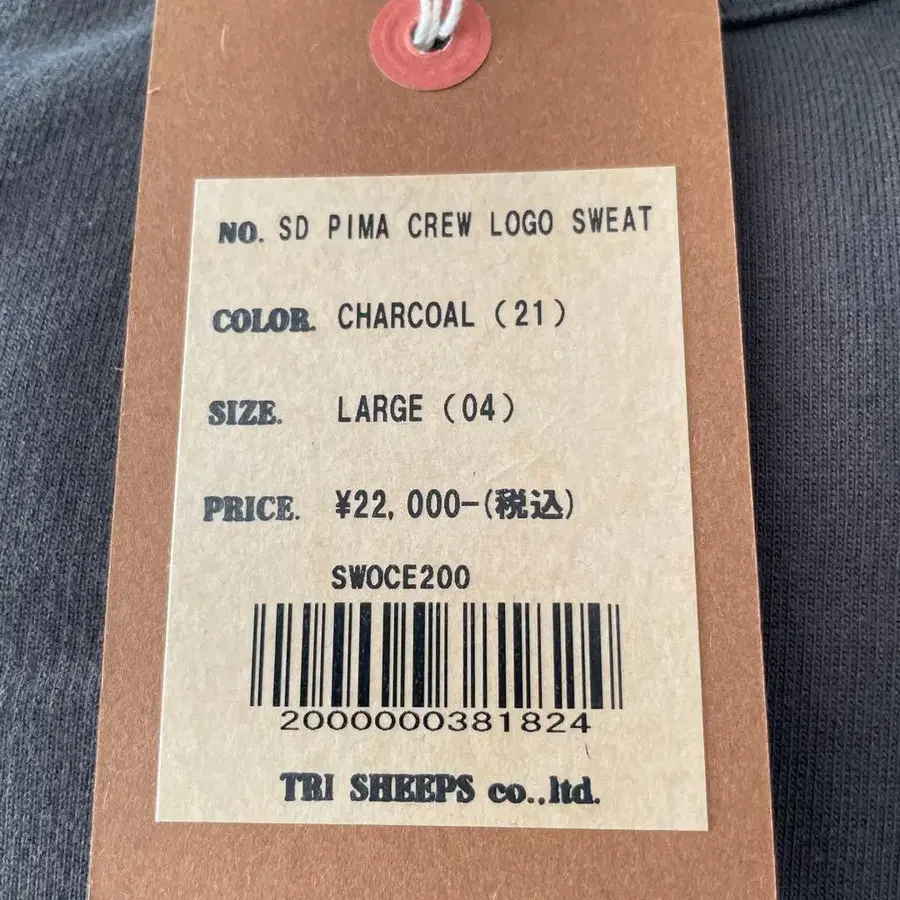 NO. SD PIMA CREW LOGO SWEAT
COLOR. CHARCOAL (21)
SIZE. LARGE (04)
PRICE. ¥22,000-(税込)
SWOCE200
2000000381824
TRI SHEEPS co.,ltd.